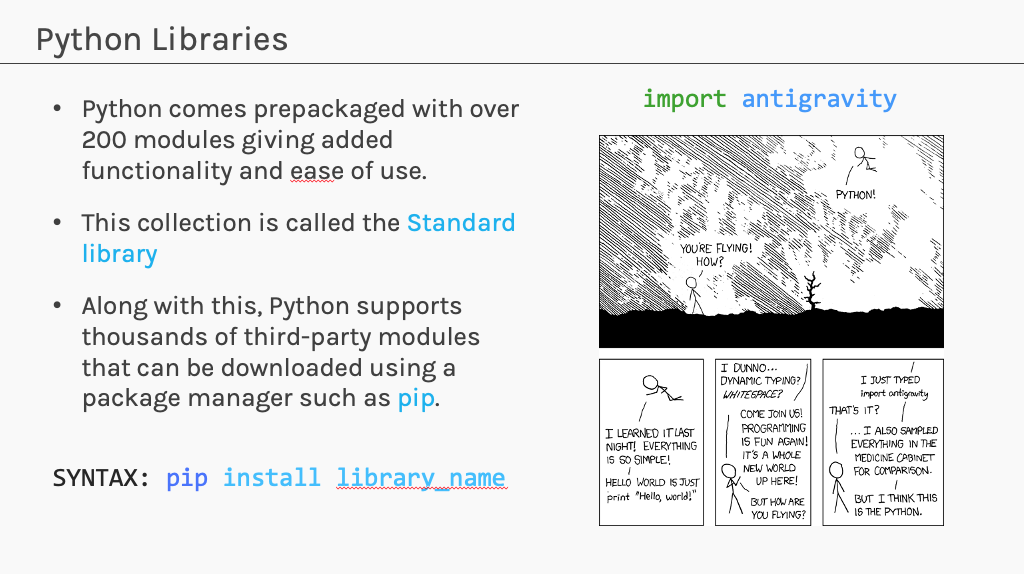 Python Libraries
• Python comes prepackaged with over
200 modules giving added
functionality and ease of use.
• This collection is called the Standard
library
• Along with this, Python supports
thousands of third-party modules
that can be downloaded using a
package manager such as pip.
SYNTAX: pip install library_name
import antigravity
PYTHON!
YOU'RE FLYING!
HOW?
I LEARNED IT LAST
NIGHT! EVERYTHING
IS SO SIMPLE!
HELLO WORLD IS JUST
print "Hello, world!"
I DUNNO...
DYNAMIC TYPING?
WHITESPACE?
COME JOIN US!
PROGRAMMING
IS FUN AGAIN!
IT'S A WHOLE
NEW WORLD
UP HERE!
BUT HOW ARE
YOU FLYING?
I JUST TYPED
import antigravity
THAT'S IT?
... I ALSO SAMPLED
EVERYTHING IN THE
MEDICINE CABINET
FOR COMPARISON.
BUT I THINK THIS
IS THE PYTHON.